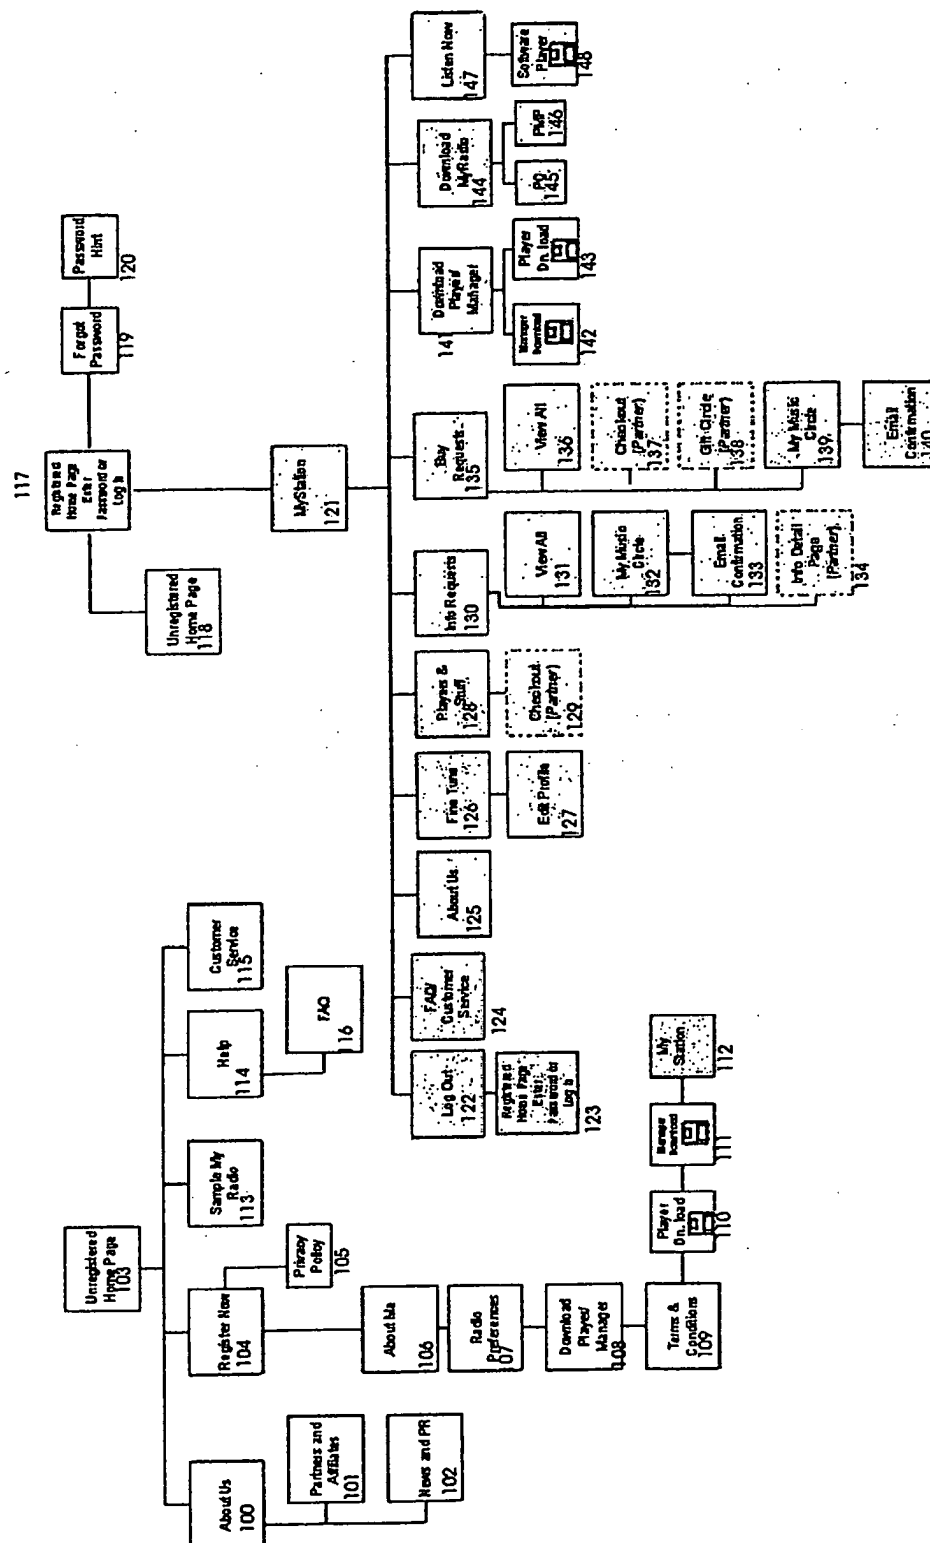 Unregistered
Home Page
103
About Us
100
Partners and
Affiliates
101
News and PR
102
Register Now
104
Privacy
Policy
105
About Me
106
Radio
Preferences
107
Download
Player/
Manager
108
Terms &
Conditions
109
Player
Dn. load
110
Manager
Download
111
My
Station
112
Sample My
Radio
113
Help
114
FAQ
116
Customer
Service
115
117
Registered
Home Page
Enter
Password or
Log In
Unregistered
Home Page
118
Forgot
Password
119
Password
Hint
120
MyStation
121
Log Out
122
Registered
Home Page
Enter
Password or
Log In
123
FAQ/
Customer
Service
124
About Us
125
Fine Tune
126
Edit Profile
127
Players &
Stuff
128
Checkout
(Partner)
129
Info Requests
130
View All
131
My Music
Circle
132
Email
Confirmation
133
Info Detail
Page
(Partner)
134
Buy
Requests
135
View All
136
Checkout
(Partner)
137
Gift Circle
(Partner)
138
My Music
Circle
139
Email
Confirmation
140
Download
Player/
Manager
141
Manager
Download
142
Player
Dn. load
143
Download
MyRadio
144
PC
145
PMP
146
Listen Now
147
Software
Player
148